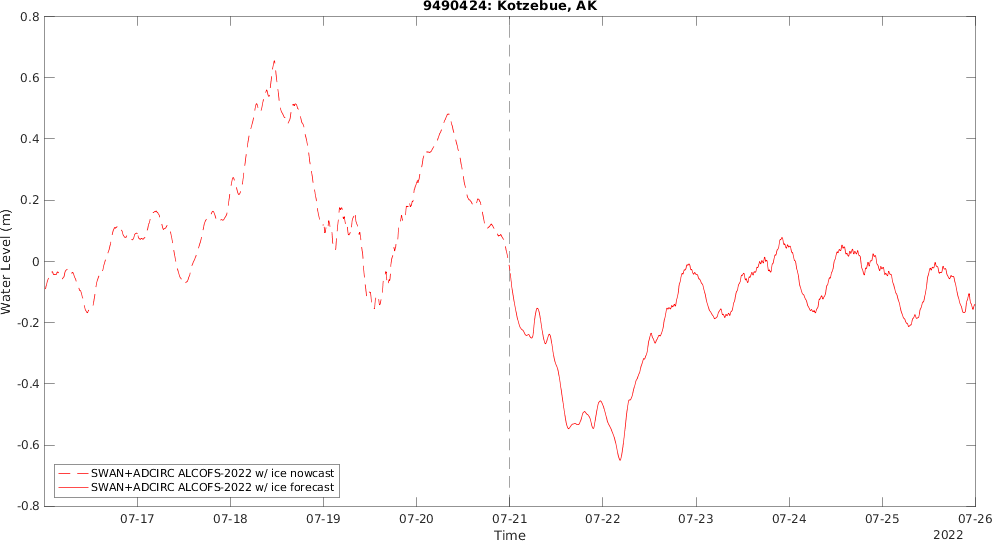 9490424: Kotzebue, AK
0.8
0.6
0.4
0.2
0
-0.2
-0.4
-0.6
-0.8
Water Level (m)
SWAN+ADCIRC ALCOFS-2022 w/ ice nowcast
SWAN+ADCIRC ALCOFS-2022 w/ ice forecast
07-17 07-18 07-19 07-20 07-21 07-22 07-23 07-24 07-25 07-26
Time
2022